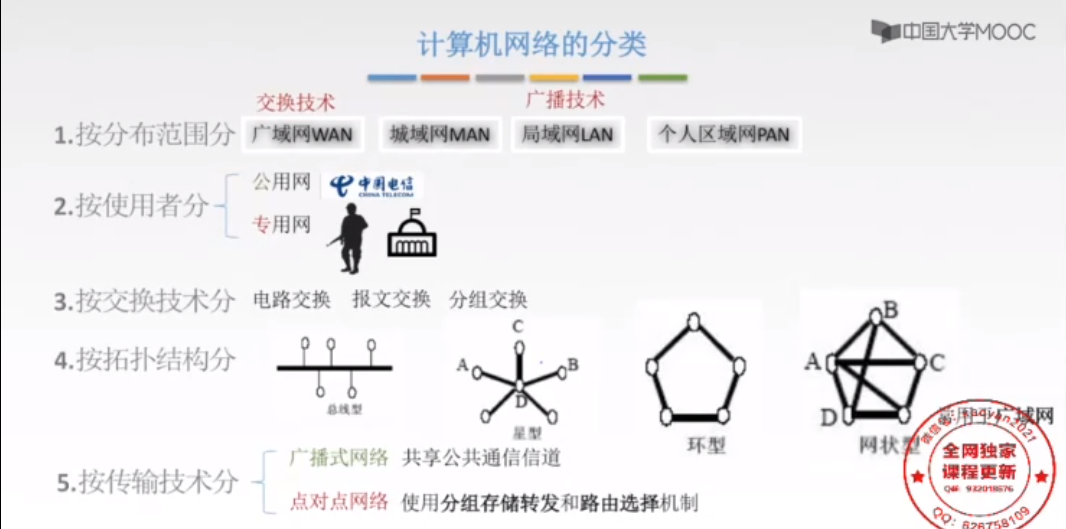 计算机网络的分类
中国大学MOOC
交换技术
广播技术
1.按分布范围分 广域网WAN 城域网MAN 局域网LAN 个人区域网PAN
公用网 中国电信
CHINA TELECOM
2.按使用者分
专用网
3.按交换技术分 电路交换 报文交换 分组交换
4.按拓扑结构分
总线型
C
A B
D
星型
环型
B
A C
D
网状型
常用于广域网
广播式网络 共享公共通信信道
5.按传输技术分
点对点网络 使用分组存储转发和路由选择机制
全网独家
课程更新
QQ：626758109